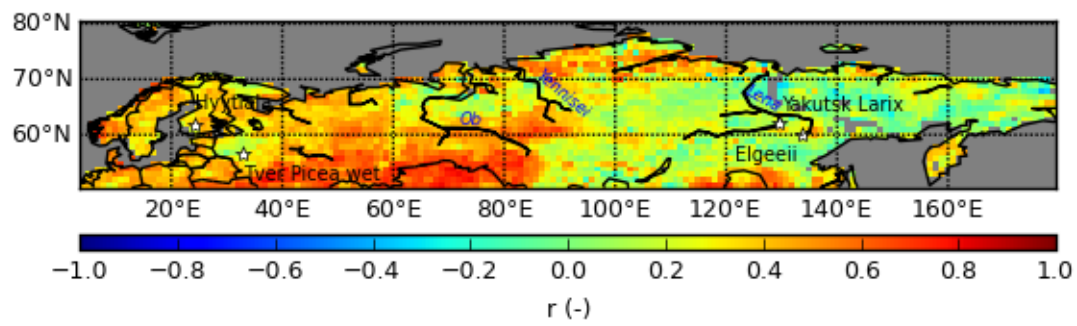 80°N
70°N
60°N
Hyytiälä
Yennisei
Lena
Yakutsk Larix
Ob
Elgeeii
Tver Picea wet
20°E 40°E 60°E 80°E 100°E 120°E 140°E 160°E
−1.0 −0.8 −0.6 −0.4 −0.2 0.0 0.2 0.4 0.6 0.8 1.0
r (-)